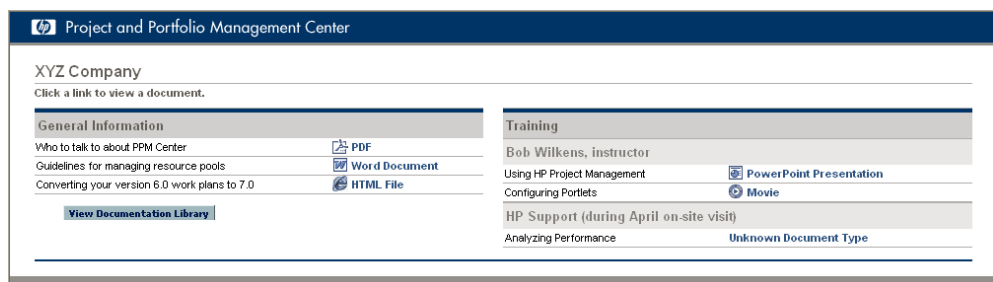 hp Project and Portfolio Management Center
XYZ Company
Click a link to view a document.
General Information
Who to talk to about PPM Center PDF
Guidelines for managing resource pools Word Document
Converting your version 6.0 work plans to 7.0 HTML File
View Documentation Library
Training
Bob Wilkens, instructor
Using HP Project Management PowerPoint Presentation
Configuring Portlets Movie
HP Support (during April on-site visit)
Analyzing Performance Unknown Document Type